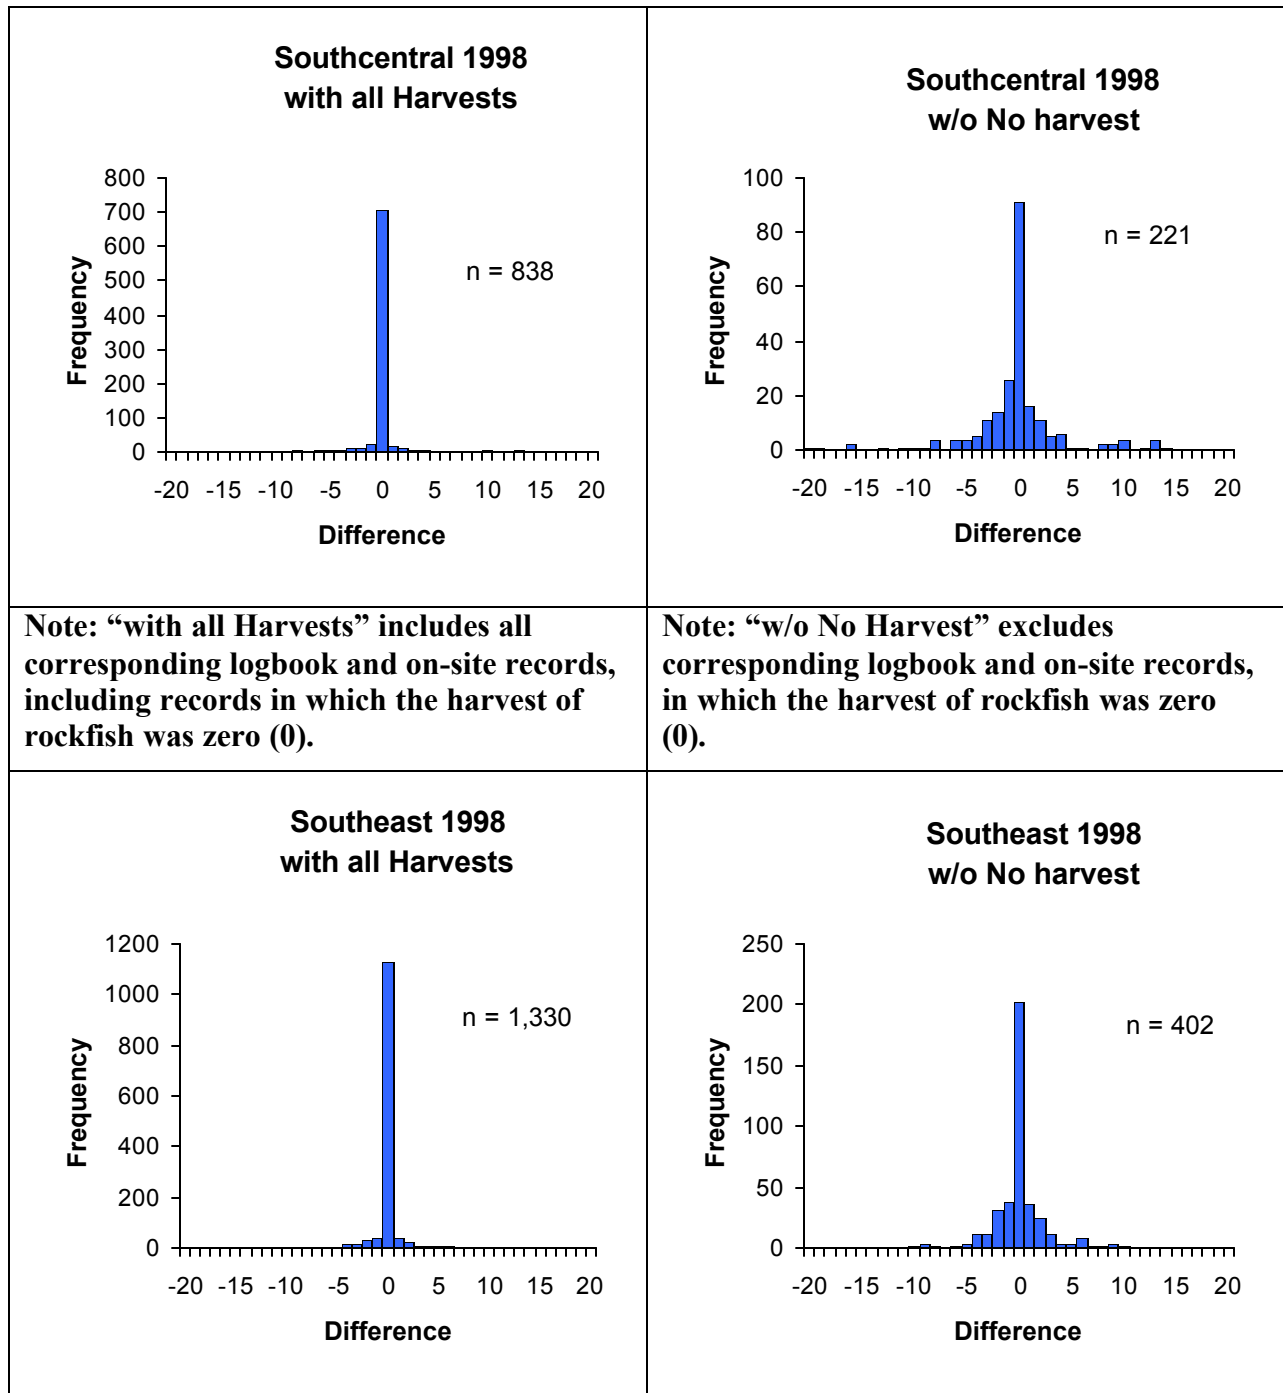 Southcentral 1998
with all Harvests
800
700
600
500
400
300
200
100
0
Frequency
n = 838
-20 -15 -10 -5 0 5 10 15 20
Difference
Southcentral 1998
w/o No harvest
100
80
60
40
20
0
Frequency
n = 221
-20 -15 -10 -5 0 5 10 15 20
Difference
Note: “with all Harvests” includes all
corresponding logbook and on-site records,
including records in which the harvest of
rockfish was zero (0).
Note: “w/o No Harvest” excludes
corresponding logbook and on-site records,
in which the harvest of rockfish was zero
(0).
Southeast 1998
with all Harvests
1200
1000
800
600
400
200
0
Frequency
n = 1,330
-20 -15 -10 -5 0 5 10 15 20
Difference
Southeast 1998
w/o No harvest
250
200
150
100
50
0
Frequency
n = 402
-20 -15 -10 -5 0 5 10 15 20
Difference